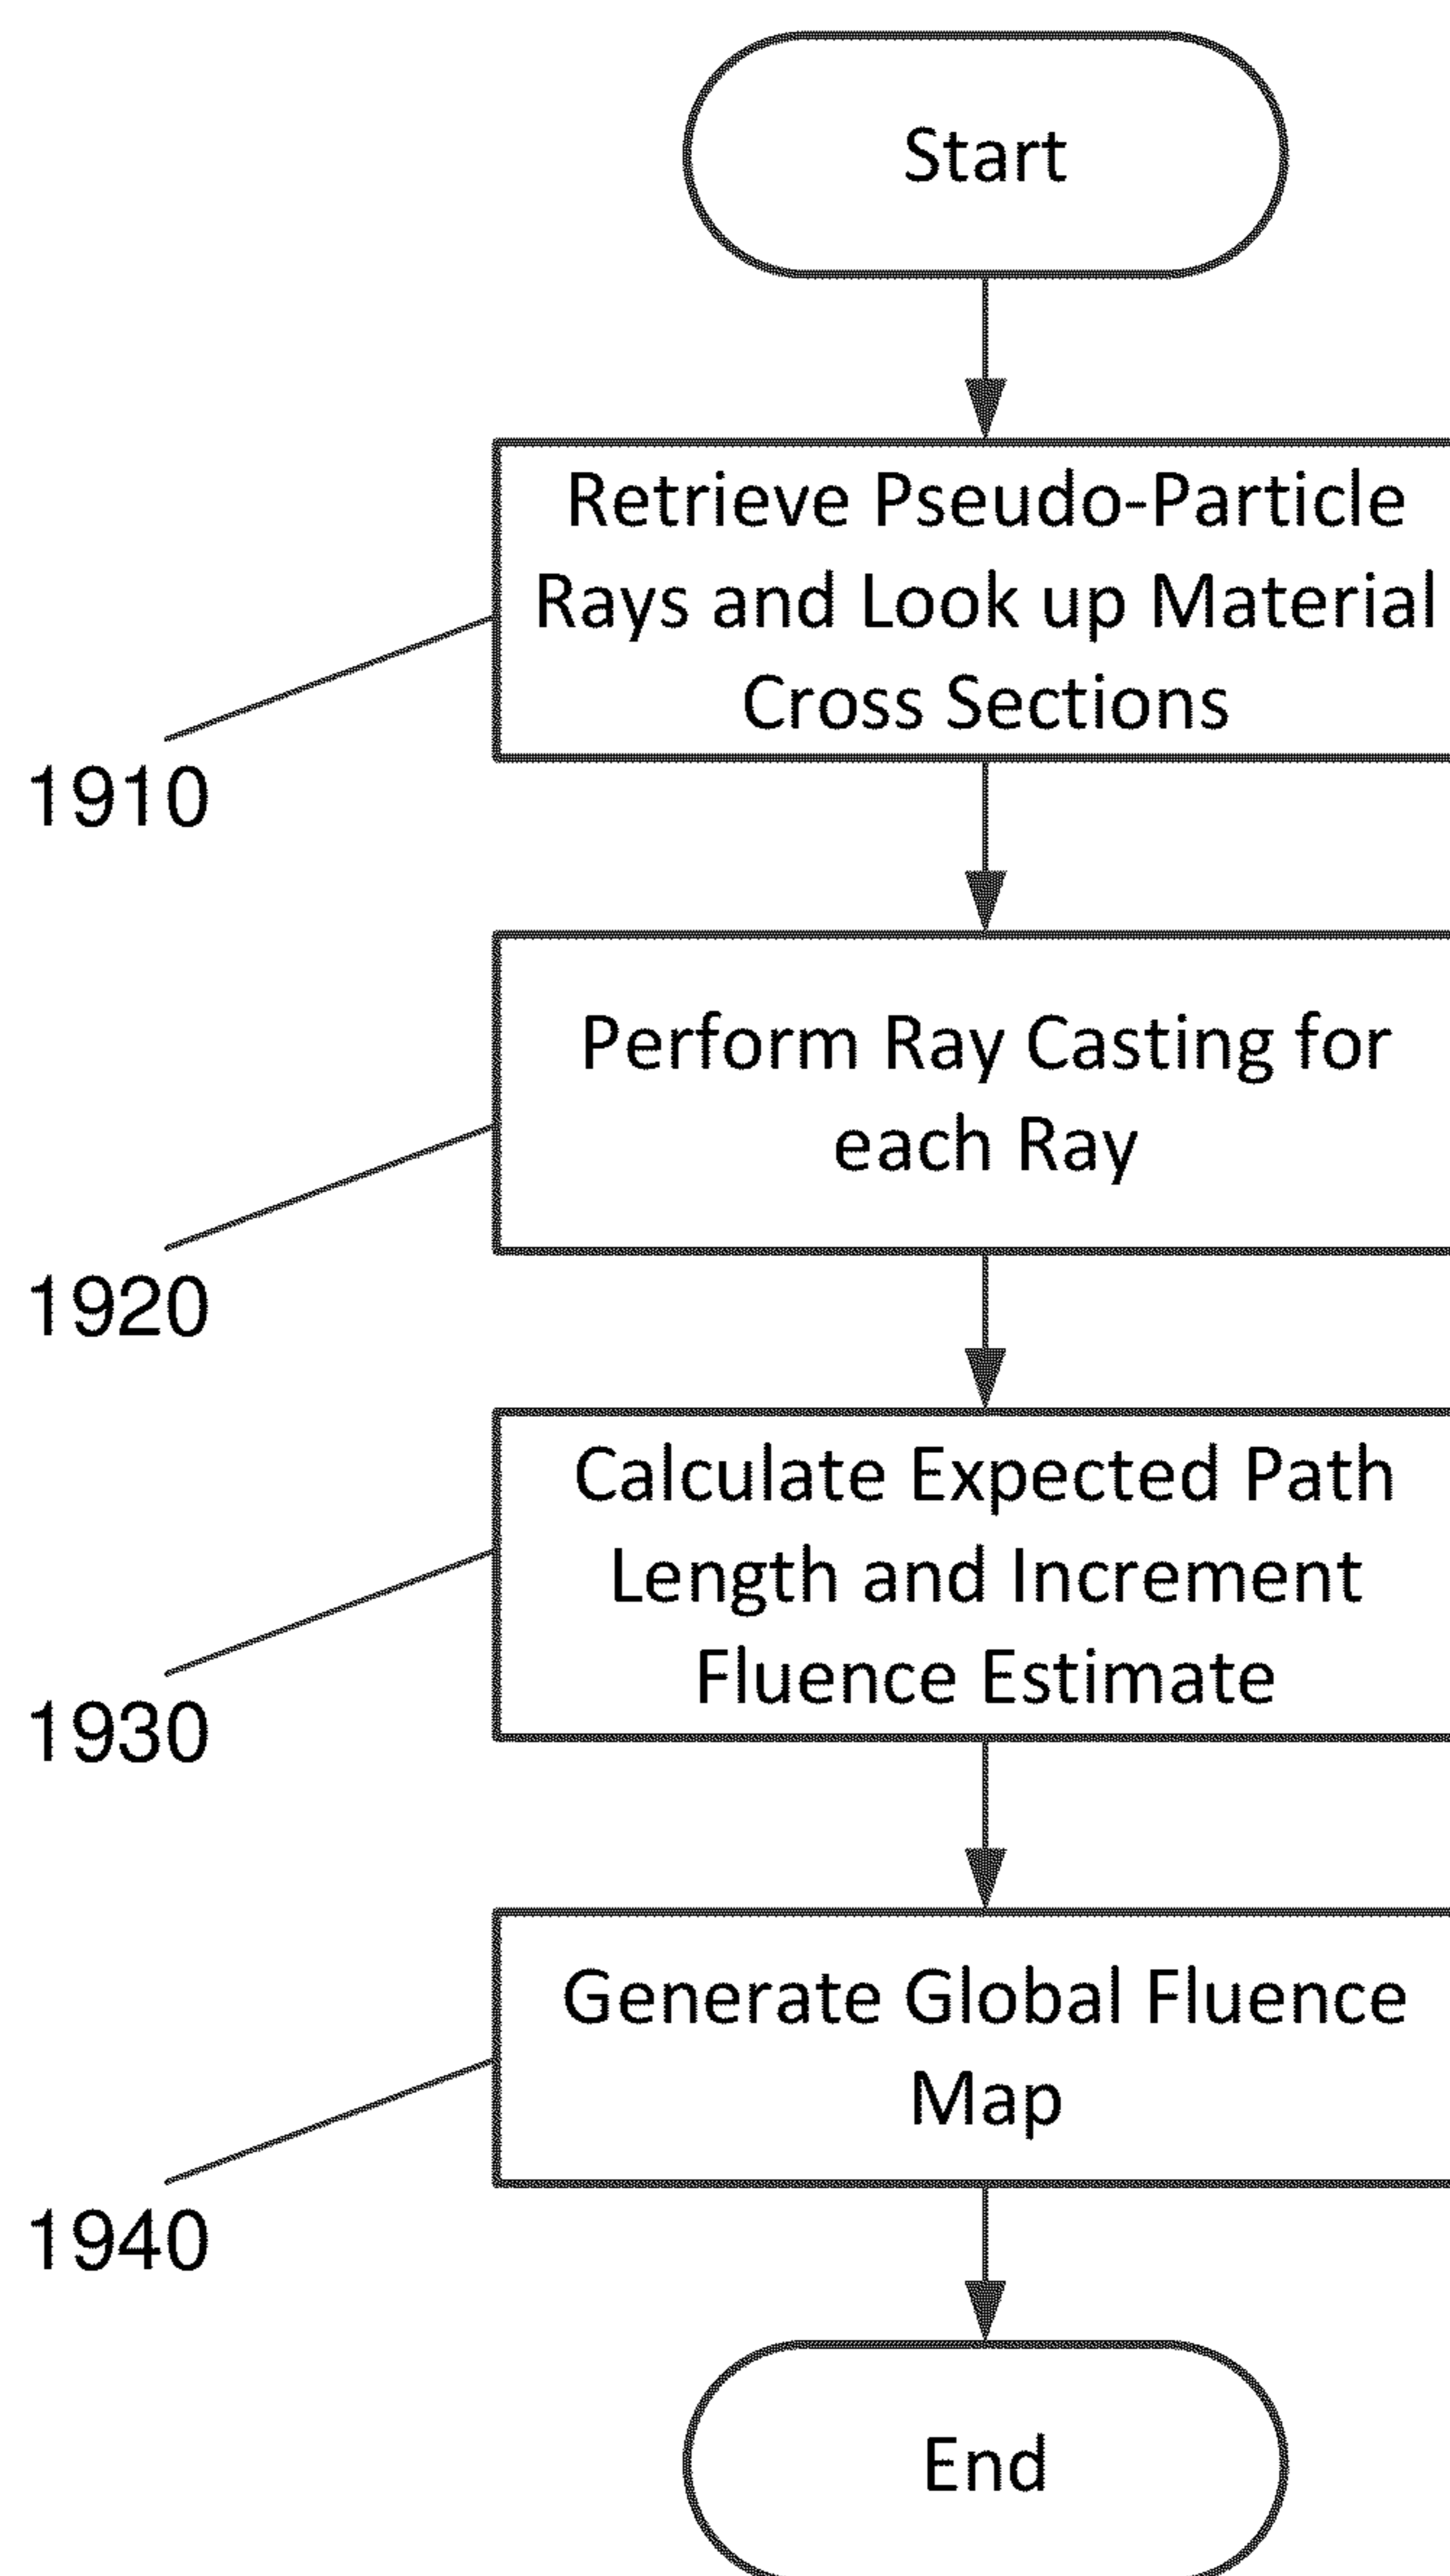 Start
Retrieve Pseudo-Particle
Rays and Look up Material
Cross Sections
1910
Perform Ray Casting for
each Ray
1920
Calculate Expected Path
Length and Increment
Fluence Estimate
1930
Generate Global Fluence
Map
1940
End